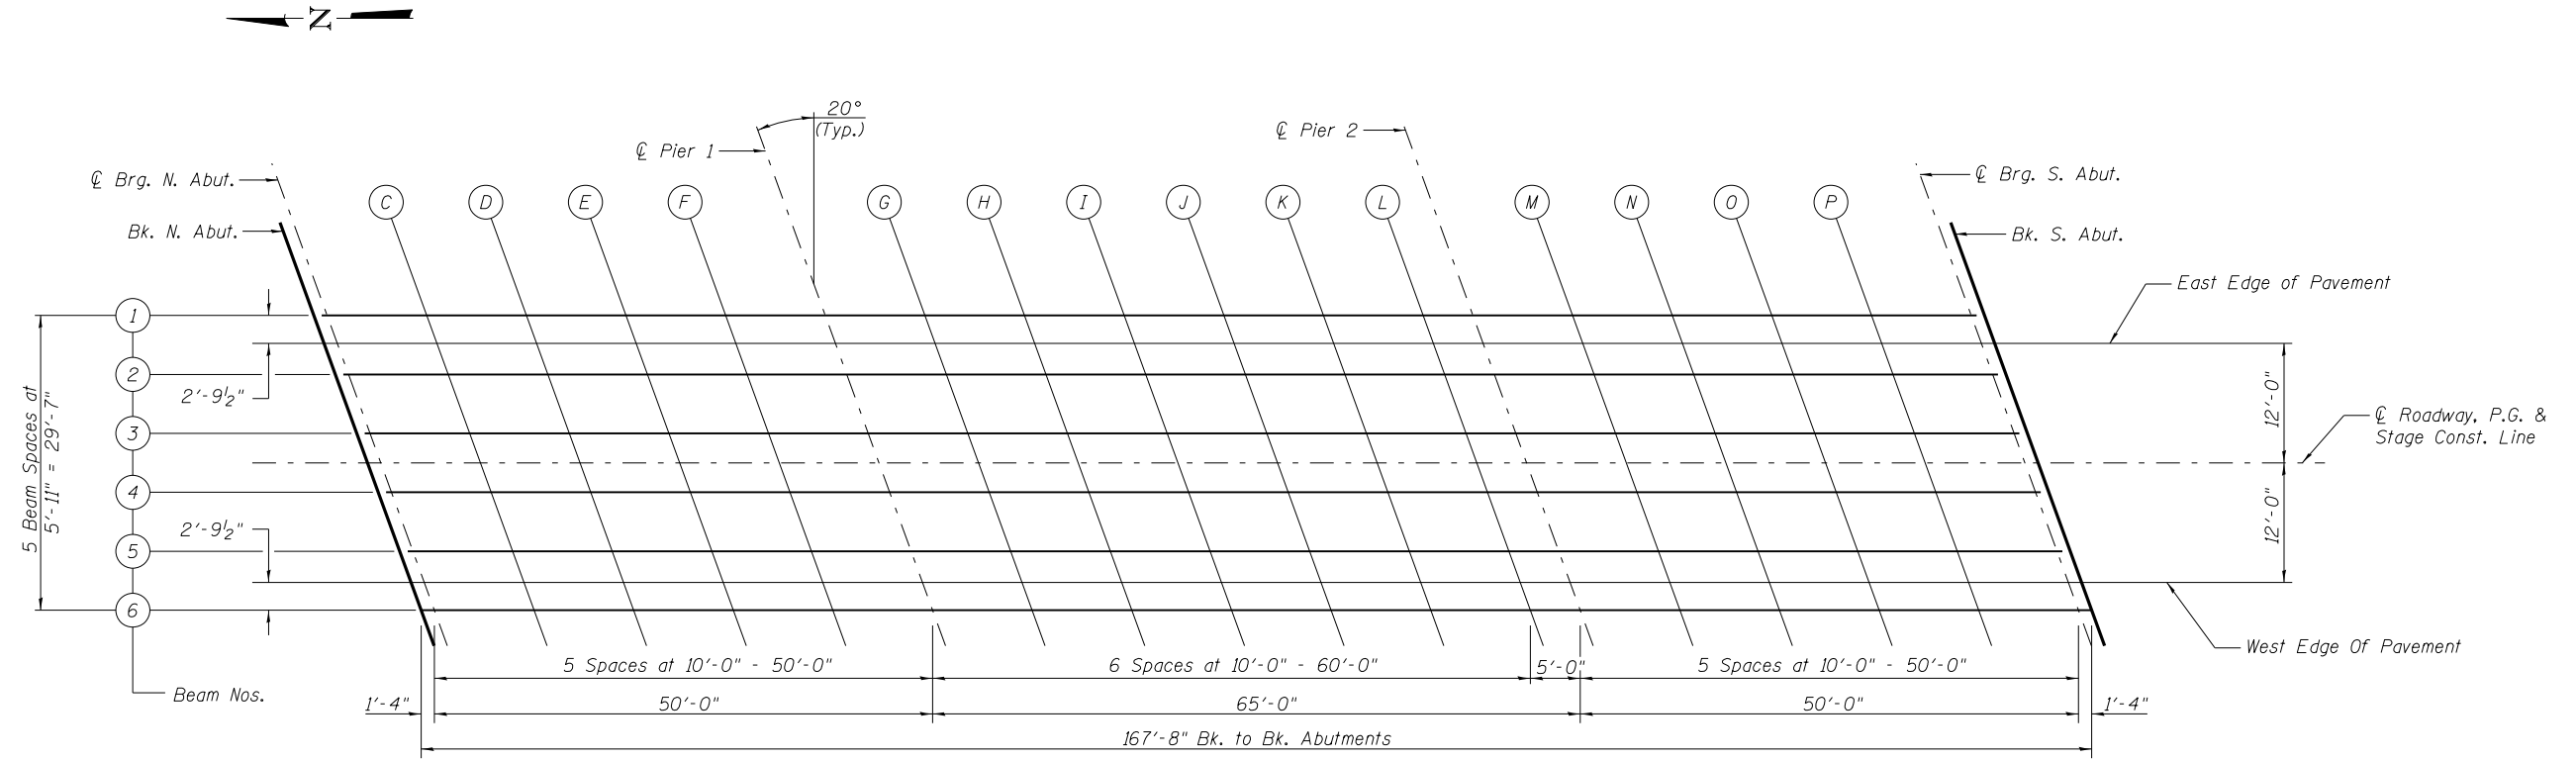 N
20°
(Typ.)
℄ Pier 1
℄ Pier 2
℄ Brg. N. Abut.
Bk. N. Abut.
C
D
E
F
G
H
I
J
K
L
M
N
O
P
℄ Brg. S. Abut.
Bk. S. Abut.
East Edge of Pavement
1
2
3
4
5
6
5 Beam Spaces at
5'-11" = 29'-7"
2'-9½"
2'-9½"
12'-0"
12'-0"
℄ Roadway, P.G. &
Stage Const. Line
West Edge Of Pavement
Beam Nos.
5 Spaces at 10'-0" - 50'-0"
6 Spaces at 10'-0" - 60'-0"
5'-0"
5 Spaces at 10'-0" - 50'-0"
1'-4"
50'-0"
65'-0"
50'-0"
1'-4"
167'-8" Bk. to Bk. Abutments